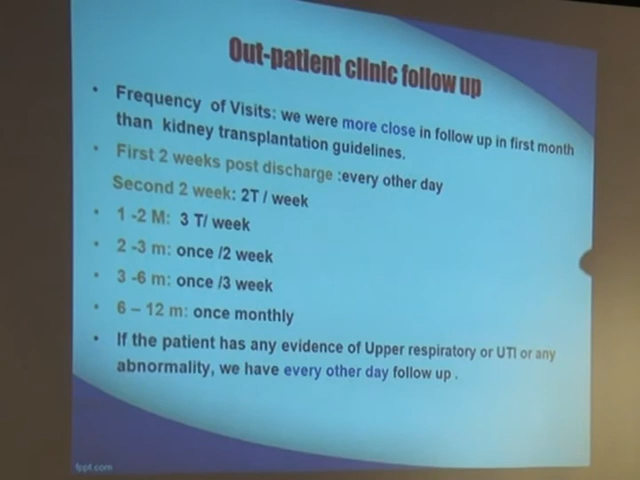 Out-patient clinic follow up
• Frequency of Visits: we were more close in follow up in first month
than kidney transplantation guidelines.
• First 2 weeks post discharge :every other day
Second 2 week: 2T / week
• 1 -2 M: 3 T/ week
• 2 -3 m: once /2 week
• 3 -6 m: once /3 week
• 6 – 12 m: once monthly
• If the patient has any evidence of Upper respiratory or UTI or any
abnormality, we have every other day follow up .
fppt.com